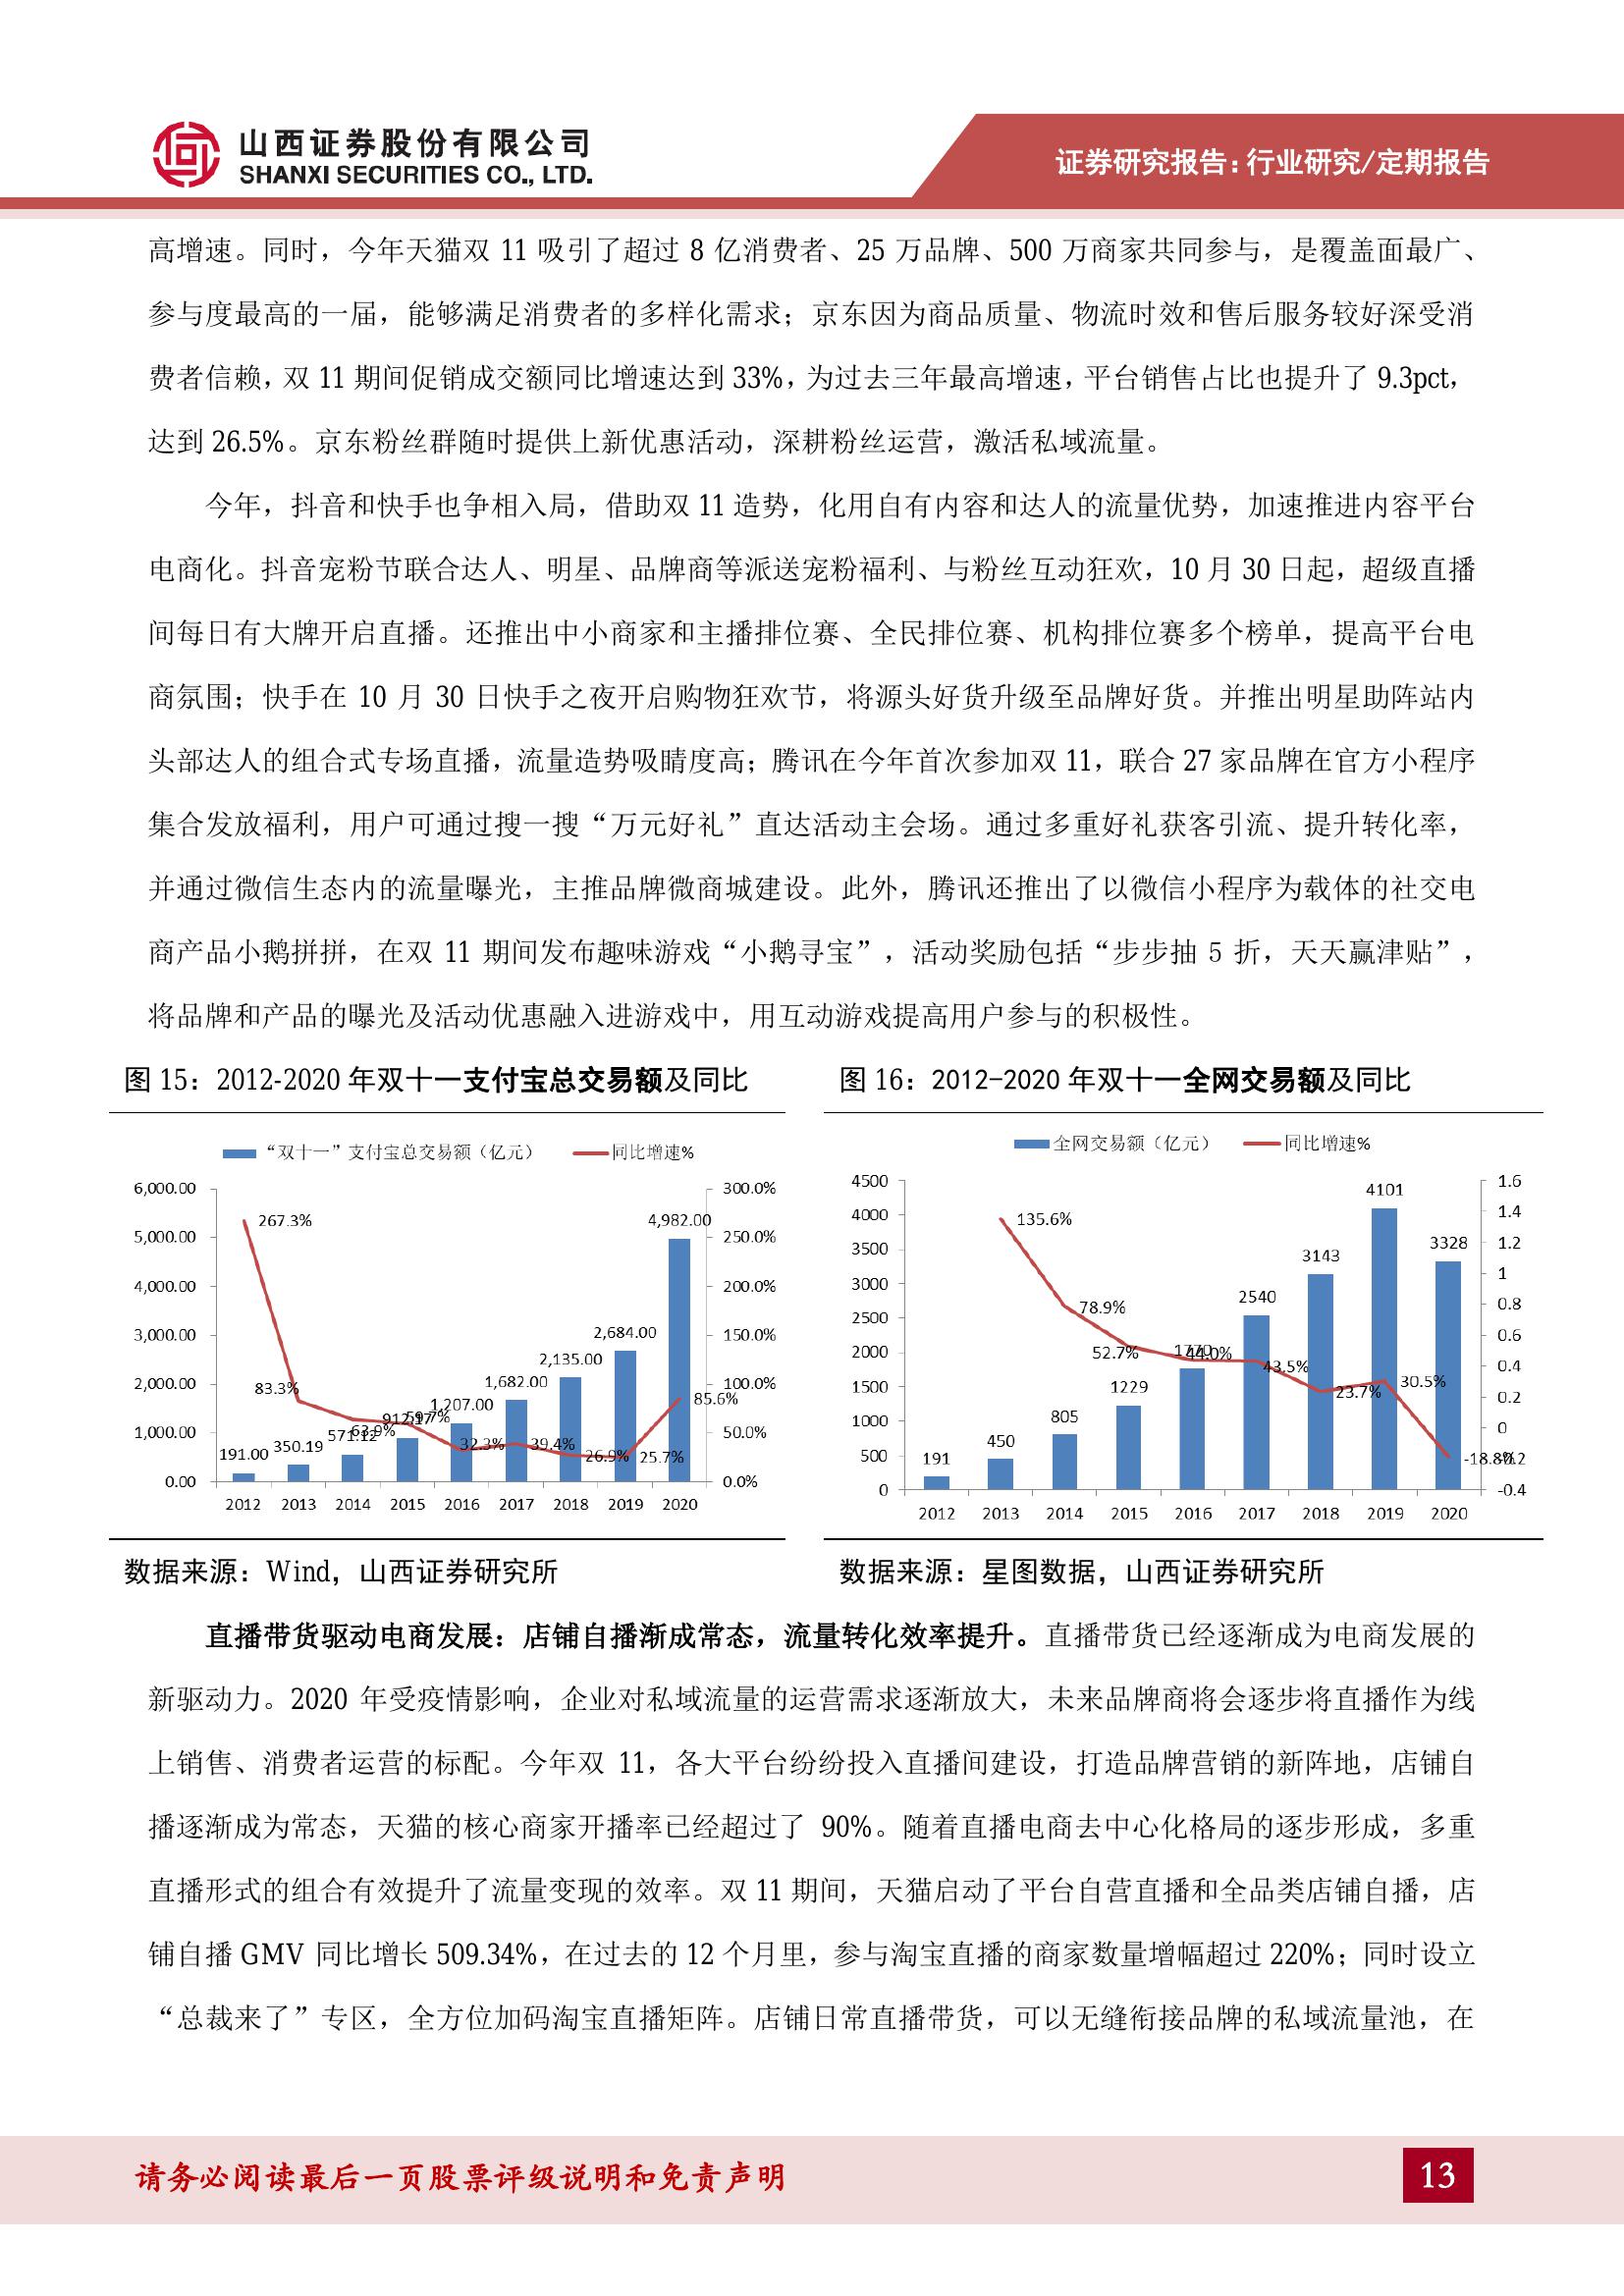 山西证券股份有限公司
SHANXI SECURITIES CO., LTD.
证券研究报告：行业研究/定期报告
高增速。同时，今年天猫双 11 吸引了超过 8 亿消费者、25 万品牌、500 万商家共同参与，是覆盖面最广、
参与度最高的一届，能够满足消费者的多样化需求；京东因为商品质量、物流时效和售后服务较好深受消
费者信赖，双 11 期间促销成交额同比增速达到 33%，为过去三年最高增速，平台销售占比也提升了 9.3pct，
达到 26.5%。京东粉丝群随时提供上新优惠活动，深耕粉丝运营，激活私域流量。
今年，抖音和快手也争相入局，借助双 11 造势，化用自有内容和达人的流量优势，加速推进内容平台
电商化。抖音宠粉节联合达人、明星、品牌商等派送宠粉福利、与粉丝互动狂欢，10 月 30 日起，超级直播
间每日有大牌开启直播。还推出中小商家和主播排位赛、全民排位赛、机构排位赛多个榜单，提高平台电
商氛围；快手在 10 月 30 日快手之夜开启购物狂欢节，将源头好货升级至品牌好货。并推出明星助阵站内
头部达人的组合式专场直播，流量造势吸睛度高；腾讯在今年首次参加双 11，联合 27 家品牌在官方小程序
集合发放福利，用户可通过搜一搜“万元好礼”直达活动主会场。通过多重好礼获客引流、提升转化率，
并通过微信生态内的流量曝光，主推品牌微商城建设。此外，腾讯还推出了以微信小程序为载体的社交电
商产品小鹅拼拼，在双 11 期间发布趣味游戏“小鹅寻宝”，活动奖励包括“步步抽 5 折，天天赢津贴”，
将品牌和产品的曝光及活动优惠融入进游戏中，用互动游戏提高用户参与的积极性。
图 15：2012-2020 年双十一支付宝总交易额及同比
“双十一”支付宝总交易额（亿元） 同比增速%
6,000.00
5,000.00
4,000.00
3,000.00
2,000.00
1,000.00
0.00
300.0%
250.0%
200.0%
150.0%
100.0%
50.0%
0.0%
191.00
350.19
571.12
912.17
1,207.00
1,682.00
2,135.00
2,684.00
4,982.00
267.3%
83.3%
63.9%
59.7%
32.3%
39.4%
26.9%
25.7%
85.6%
2012 2013 2014 2015 2016 2017 2018 2019 2020
数据来源：Wind，山西证券研究所
图 16：2012-2020 年双十一全网交易额及同比
全网交易额（亿元） 同比增速%
4500
4000
3500
3000
2500
2000
1500
1000
500
0
1.6
1.4
1.2
1
0.8
0.6
0.4
0.2
0
-0.2
-0.4
191
450
805
1229
1770
2540
3143
4101
3328
135.6%
78.9%
52.7%
44.0%
43.5%
23.7%
30.5%
-18.8%
2012 2013 2014 2015 2016 2017 2018 2019 2020
数据来源：星图数据，山西证券研究所
直播带货驱动电商发展：店铺自播渐成常态，流量转化效率提升。直播带货已经逐渐成为电商发展的
新驱动力。2020 年受疫情影响，企业对私域流量的运营需求逐渐放大，未来品牌商将会逐步将直播作为线
上销售、消费者运营的标配。今年双 11，各大平台纷纷投入直播间建设，打造品牌营销的新阵地，店铺自
播逐渐成为常态，天猫的核心商家开播率已经超过了 90%。随着直播电商去中心化格局的逐步形成，多重
直播形式的组合有效提升了流量变现的效率。双 11 期间，天猫启动了平台自营直播和全品类店铺自播，店
铺自播 GMV 同比增长 509.34%，在过去的 12 个月里，参与淘宝直播的商家数量增幅超过 220%；同时设立
“总裁来了”专区，全方位加码淘宝直播矩阵。店铺日常直播带货，可以无缝衔接品牌的私域流量池，在
请务必阅读最后一页股票评级说明和免责声明
13